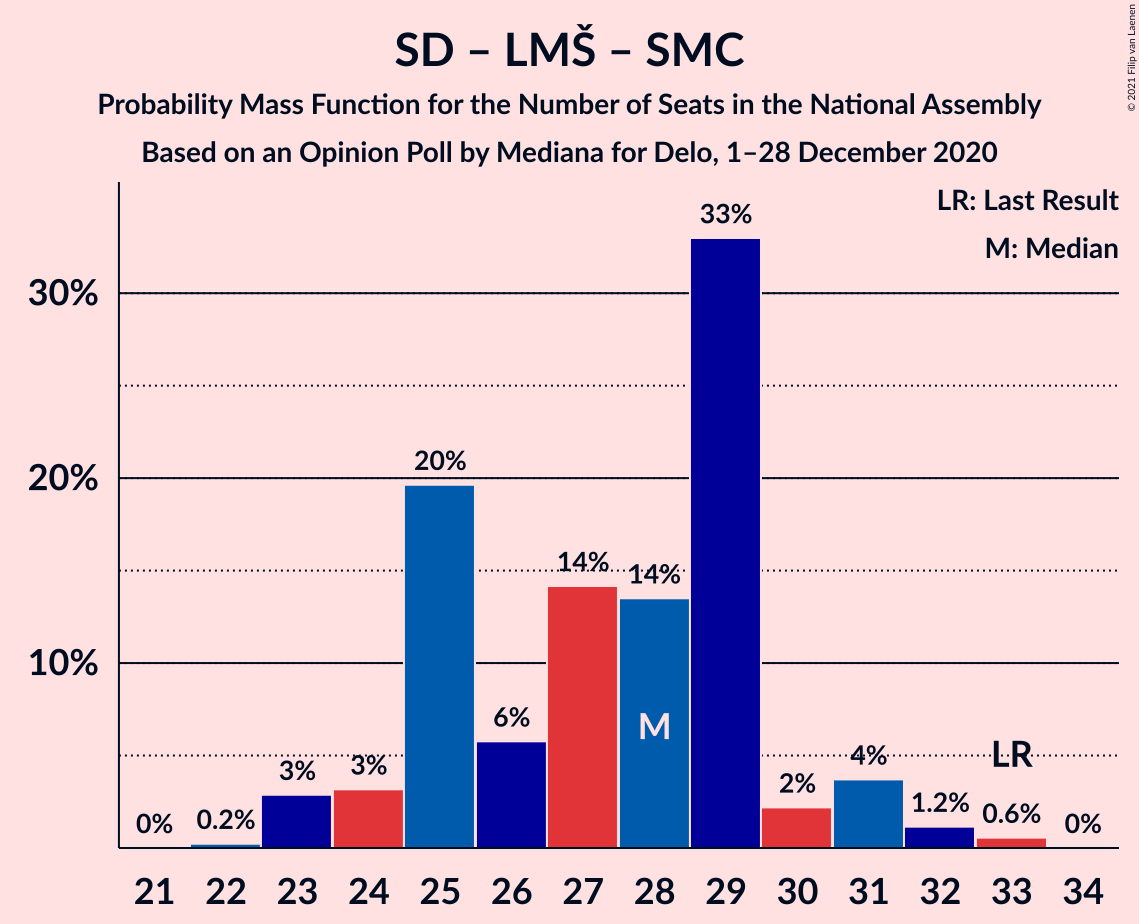 SD – LMŠ – SMC
Probability Mass Function for the Number of Seats in the National Assembly
Based on an Opinion Poll by Mediana for Delo, 1–28 December 2020
© 2021 Filip van Laenen
LR: Last Result
M: Median
30%
20%
10%
0%
0.2%
3%
3%
20%
6%
14%
14%
33%
2%
4%
1.2%
0.6%
0%
M
LR
21 22 23 24 25 26 27 28 29 30 31 32 33 34